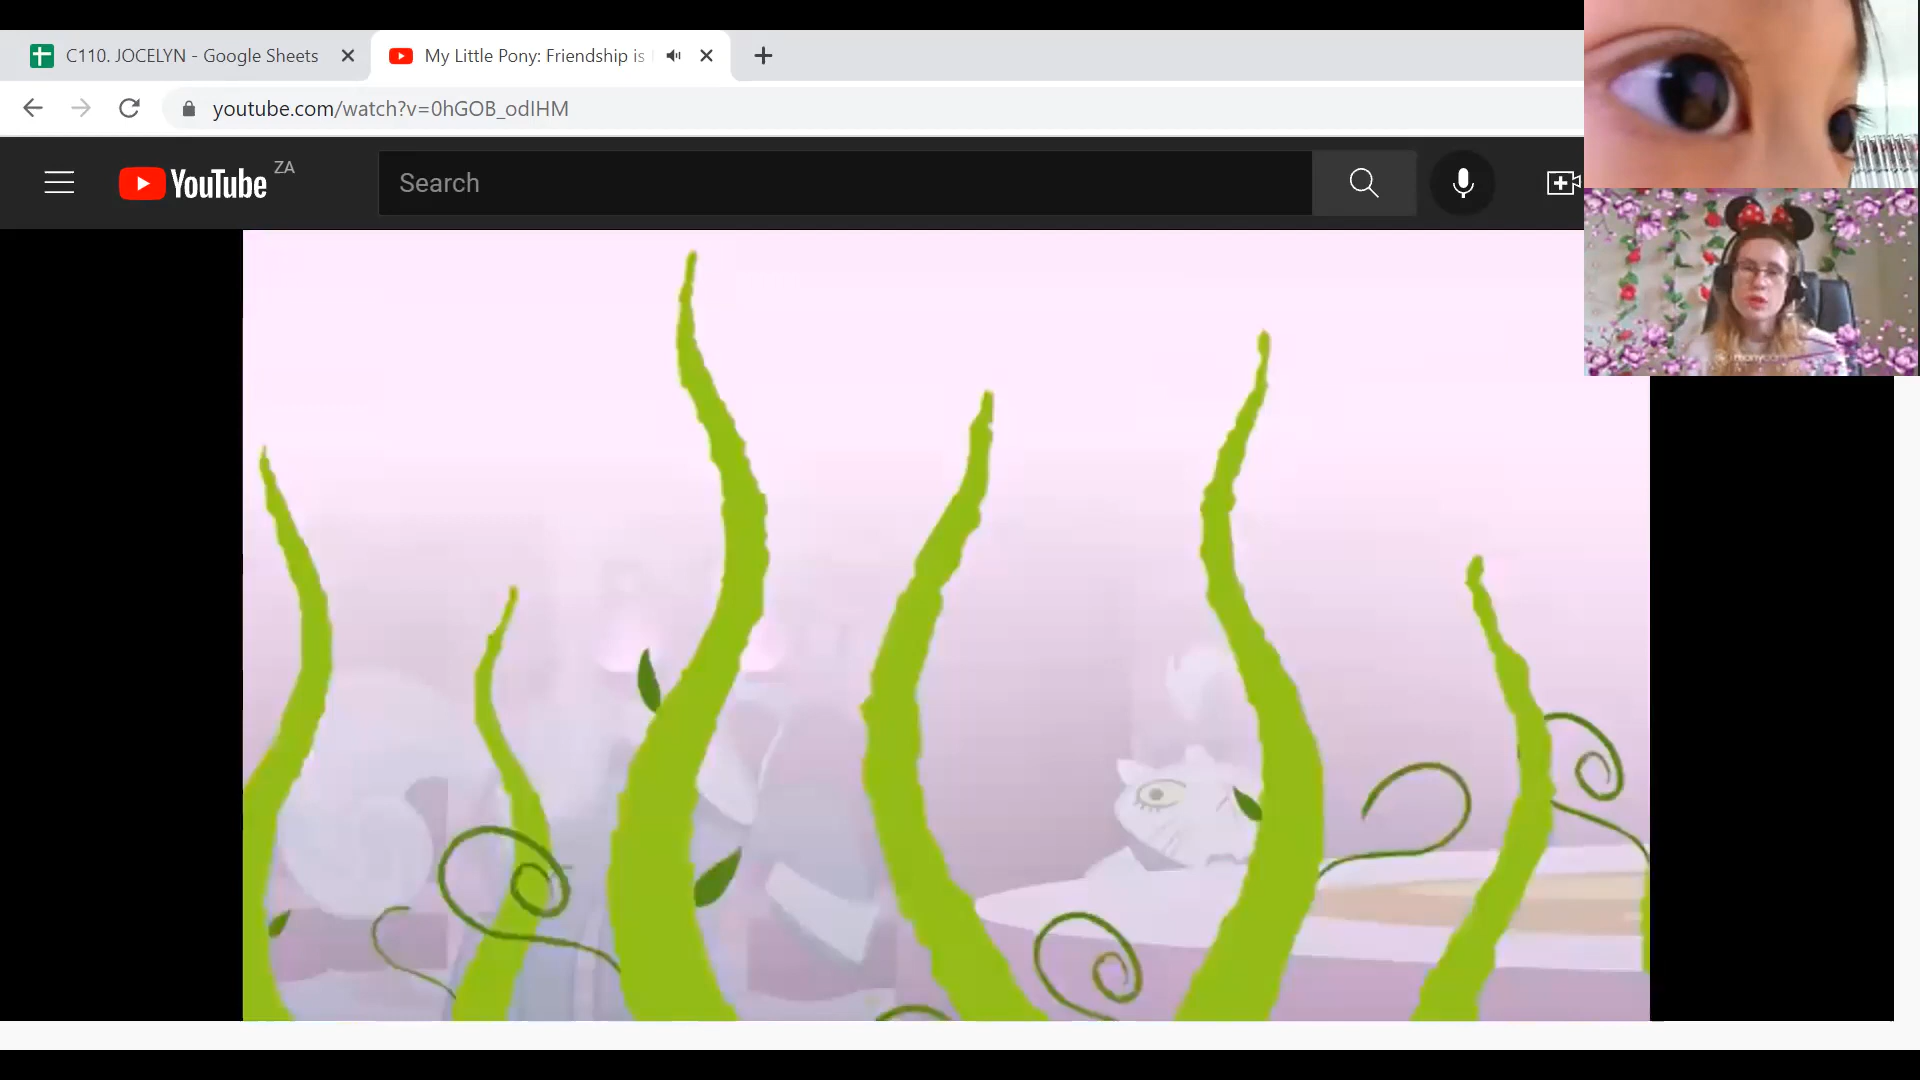 C110. JOCELYN - Google Sheets
My Little Pony: Friendship is
youtube.com/watch?v=0hGOB_odIHM
YouTube ZA
Search